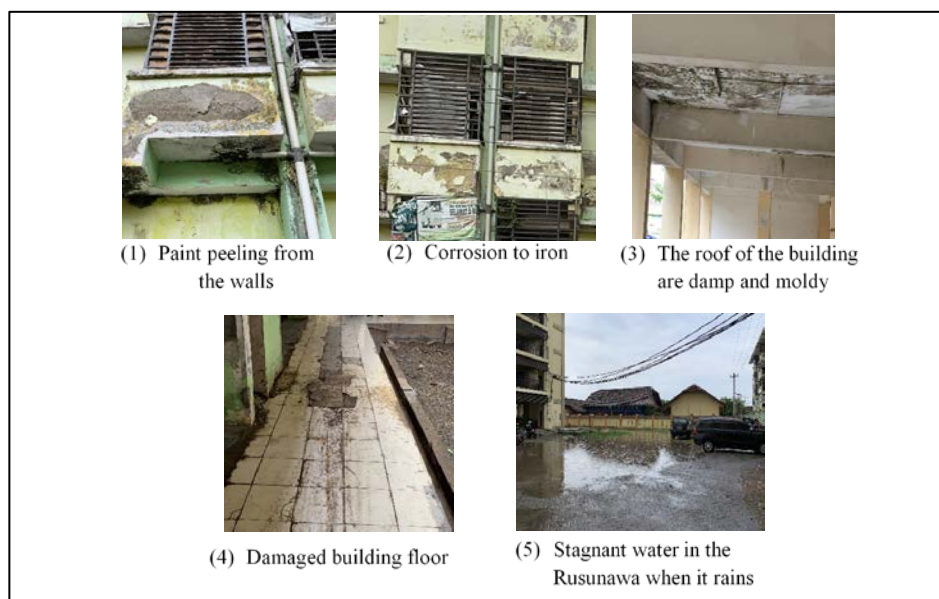 (1) Paint peeling from
the walls
(2) Corrosion to iron
(3) The roof of the building
are damp and moldy
(4) Damaged building floor
(5) Stagnant water in the
Rusunawa when it rains